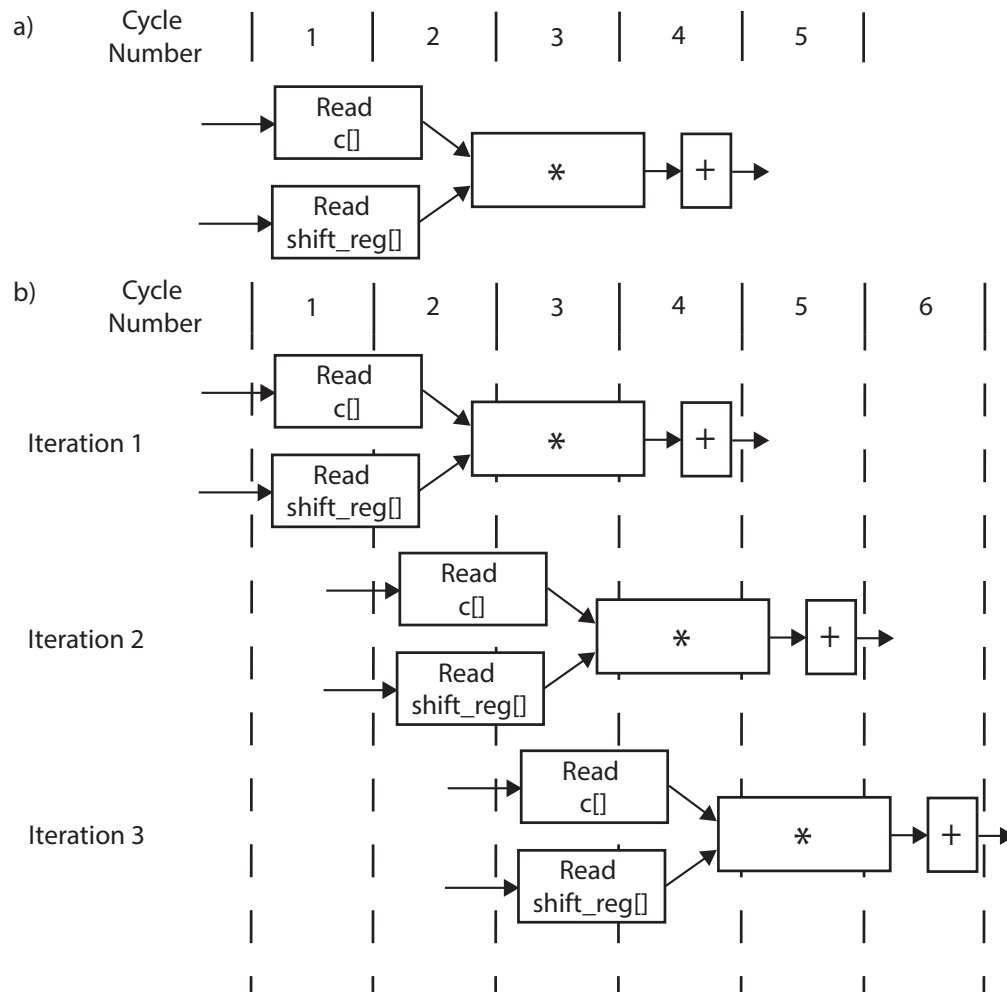 a)
Cycle
Number
1 2 3 4 5
Read
c[]
*
+
Read
shift_reg[]
b)
Cycle
Number
1 2 3 4 5 6
Read
c[]
Iteration 1
*
+
Read
shift_reg[]
Read
c[]
Iteration 2
*
+
Read
shift_reg[]
Read
c[]
Iteration 3
*
+
Read
shift_reg[]